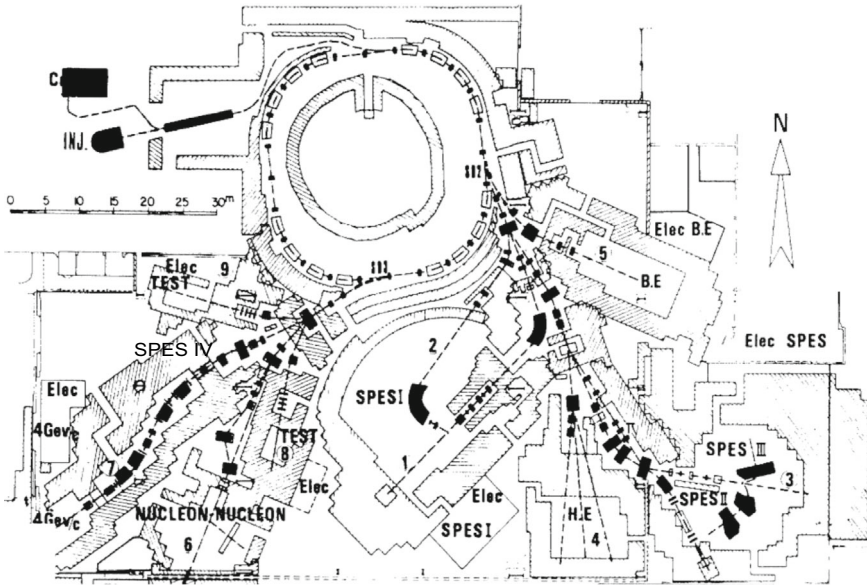 C
INJ.
N
0 5 10 15 20 25 30m
SD2
SD3
Elec B.E
5
B.E
Elec
9
TEST
SPES IV
2
Elec SPES
SPES I
Elec
4Gev/c
TEST
8
1
SPES III
3
SPES II
7
Elec
Elec
H.E
4Gev/c
NUCLEON-NUCLEON
SPES I
4
6